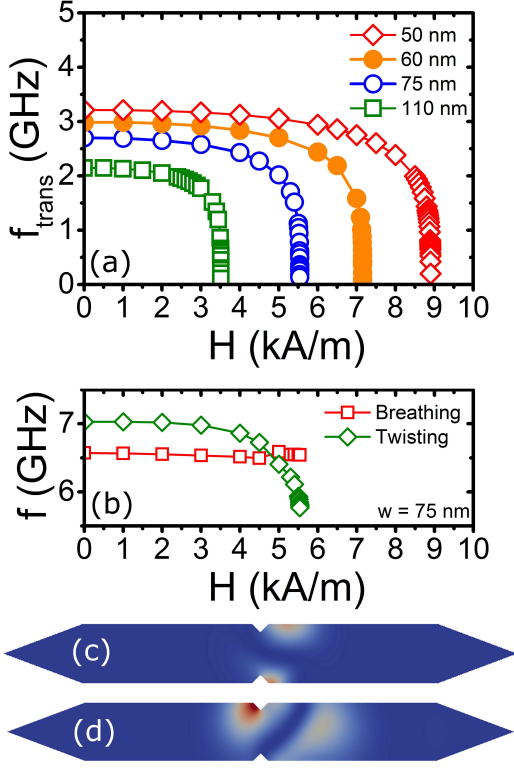 5
4
3
2
1
0
f_trans (GHz)
50 nm
60 nm
75 nm
110 nm
(a)
0 1 2 3 4 5 6 7 8 9 10
H (kA/m)
7
6
f (GHz)
Breathing
Twisting
(b)
w = 75 nm
0 1 2 3 4 5 6 7 8 9 10
H (kA/m)
(c)
(d)